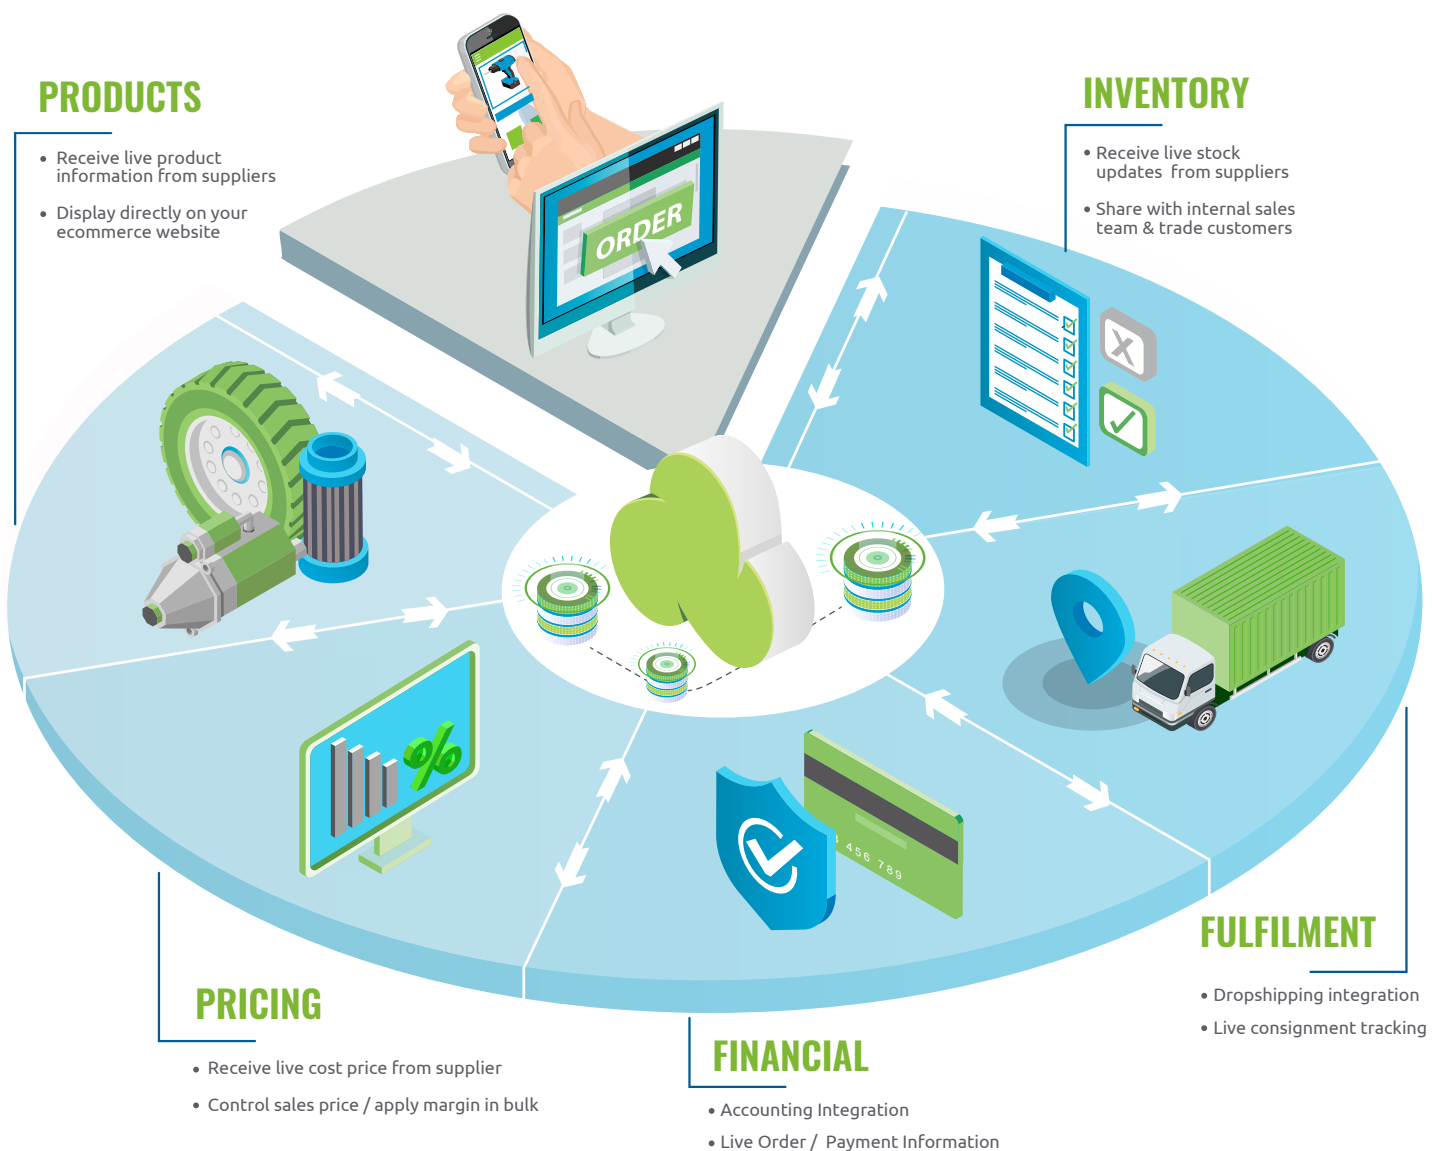 PRODUCTS
• Receive live product
information from suppliers
• Display directly on your
ecommerce website
ORDER
INVENTORY
• Receive live stock
updates from suppliers
• Share with internal sales
team & trade customers
%
456 789
FULFILMENT
• Dropshipping integration
• Live consignment tracking
PRICING
• Receive live cost price from supplier
• Control sales price / apply margin in bulk
FINANCIAL
• Accounting Integration
• Live Order / Payment Information